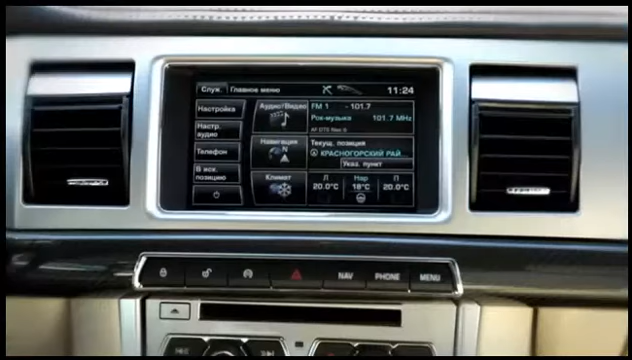 Служ. Главное меню 11:24
Настройка
Настр. аудио
Телефон
В исх. позицию
Аудио/Видео
FM 1 - 101.7
Рок-музыка 101.7 MHz
Навигация
N
Текущ. позиция
КРАСНОГОРСКИЙ РАЙ...
Указ. пункт
Климат
Л Нар П
20.0°C 18°C 20.0°C
NAV PHONE MENU